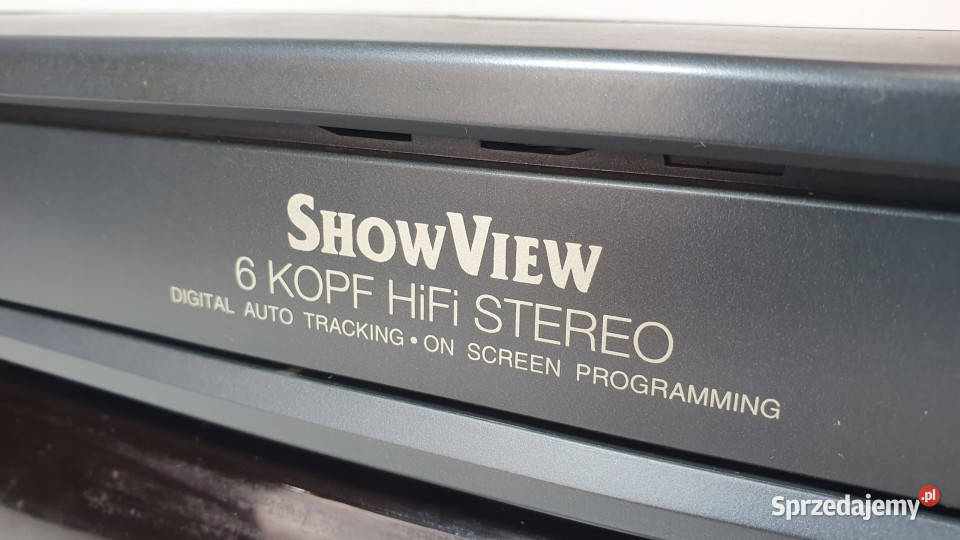 SHOWVIEW
6 KOPF HiFi STEREO
DIGITAL AUTO TRACKING • ON SCREEN PROGRAMMING
Sprzedajemy.pl